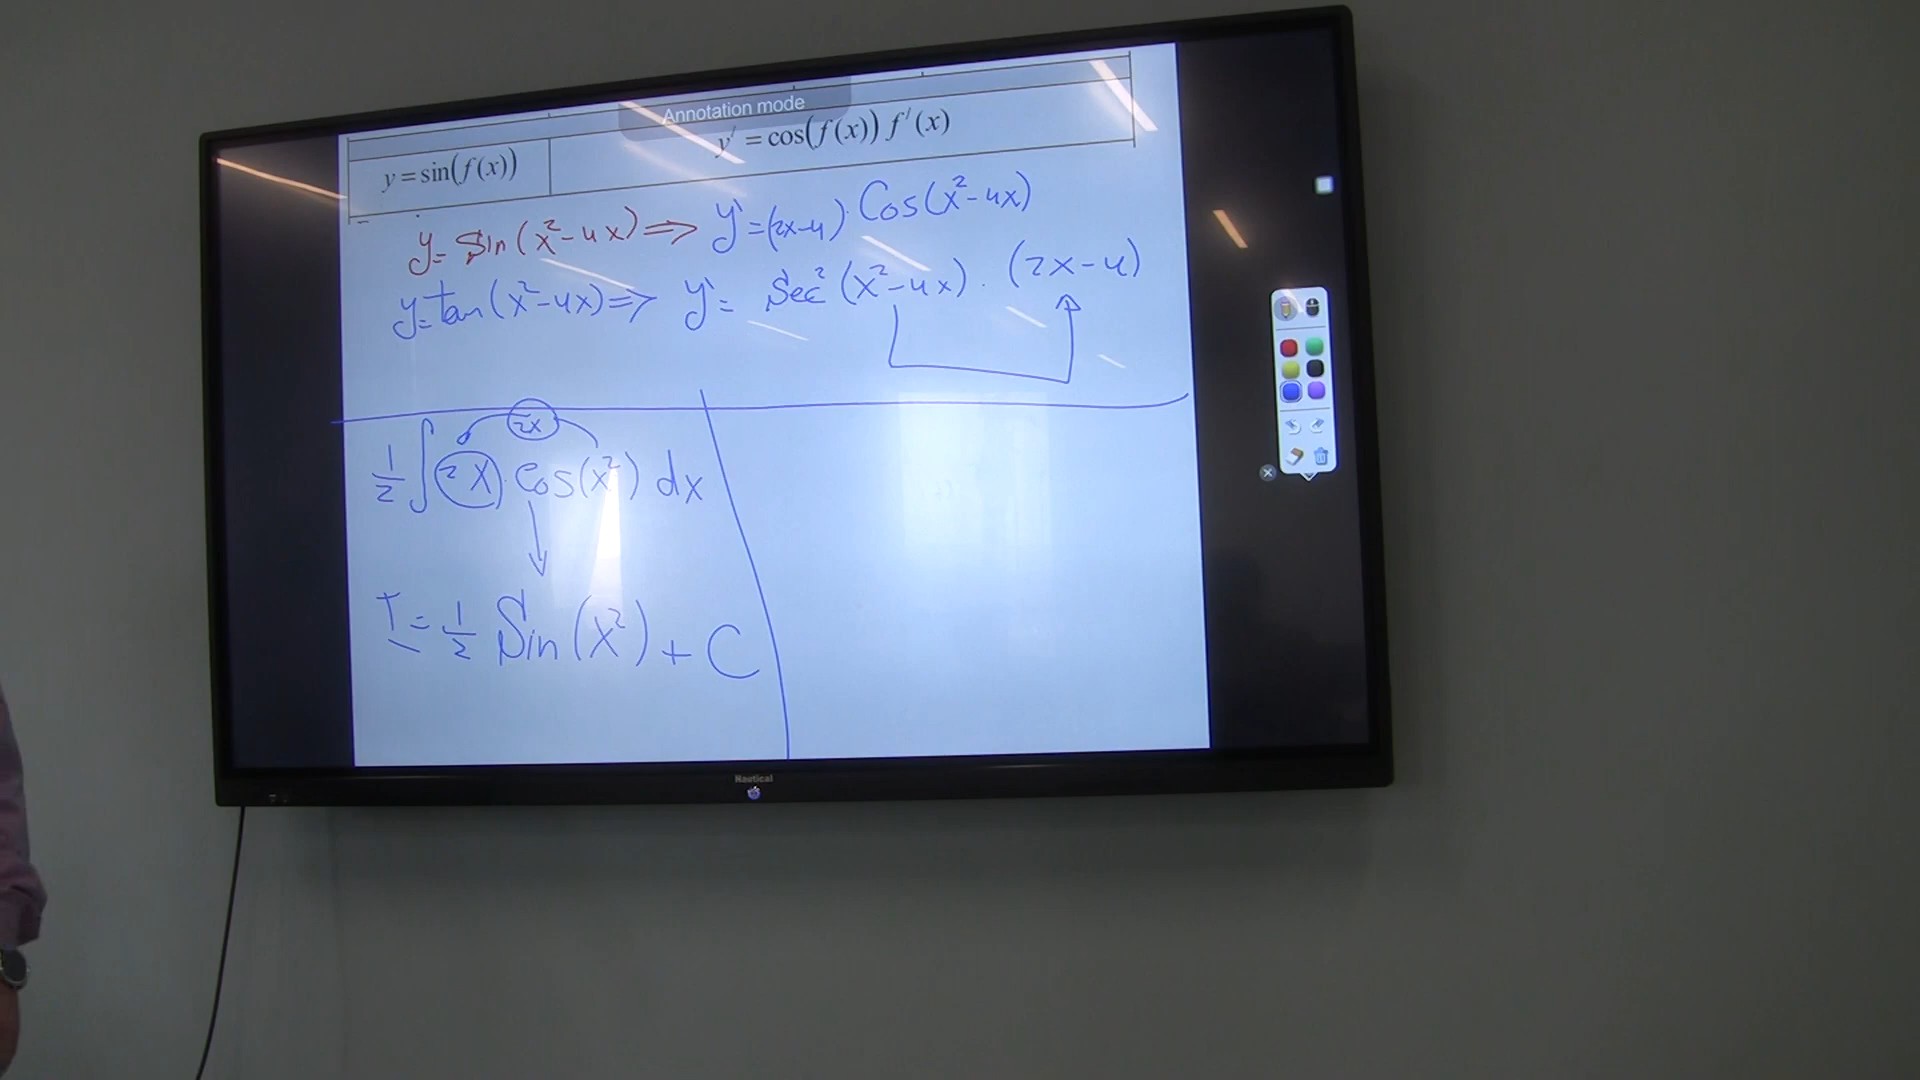 Annotation mode
y = sin(f(x)) y′ = cos(f(x)) f′(x)
y = Sin(x² - 4x) ⇒ y' = (2x-4) · Cos(x² - 4x)
y = tan(x² - 4x) ⇒ y' = Sec² (x² - 4x) · (2x - 4)
2x
1/2 ∫ (2x) · Cos(x²) dx
I = 1/2 Sin(x²) + C
Nautical